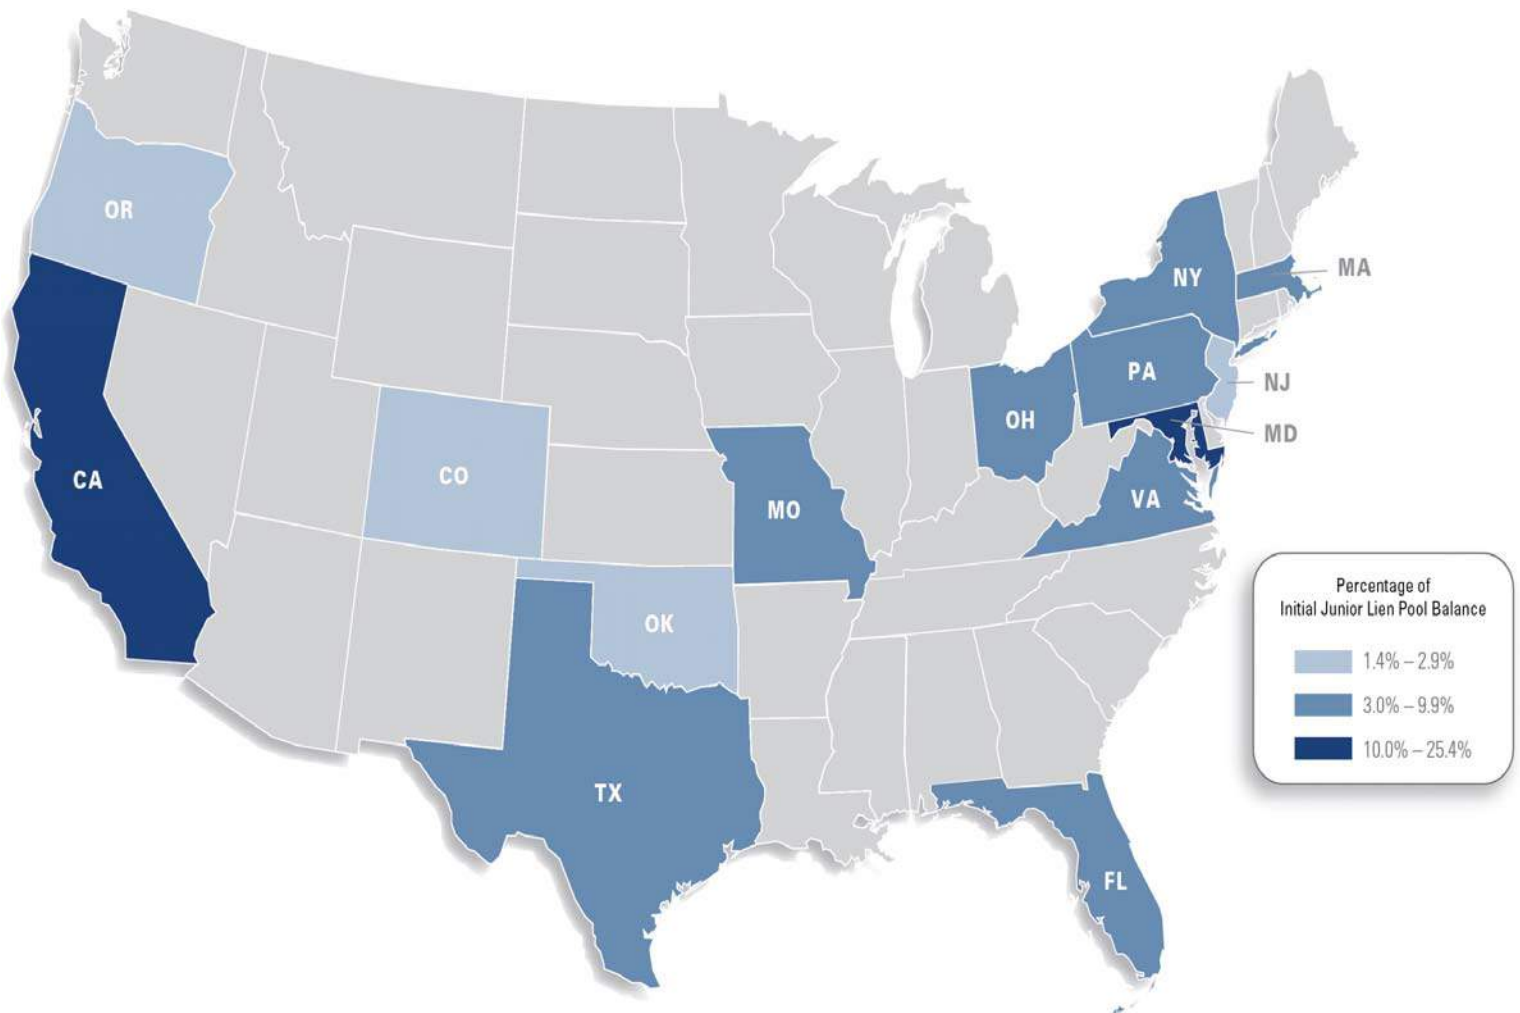 OR
NY
MA
PA
NJ
OH
MD
CA
CO
MO
VA
OK
TX
FL
Percentage of
Initial Junior Lien Pool Balance
1.4% – 2.9%
3.0% – 9.9%
10.0% – 25.4%